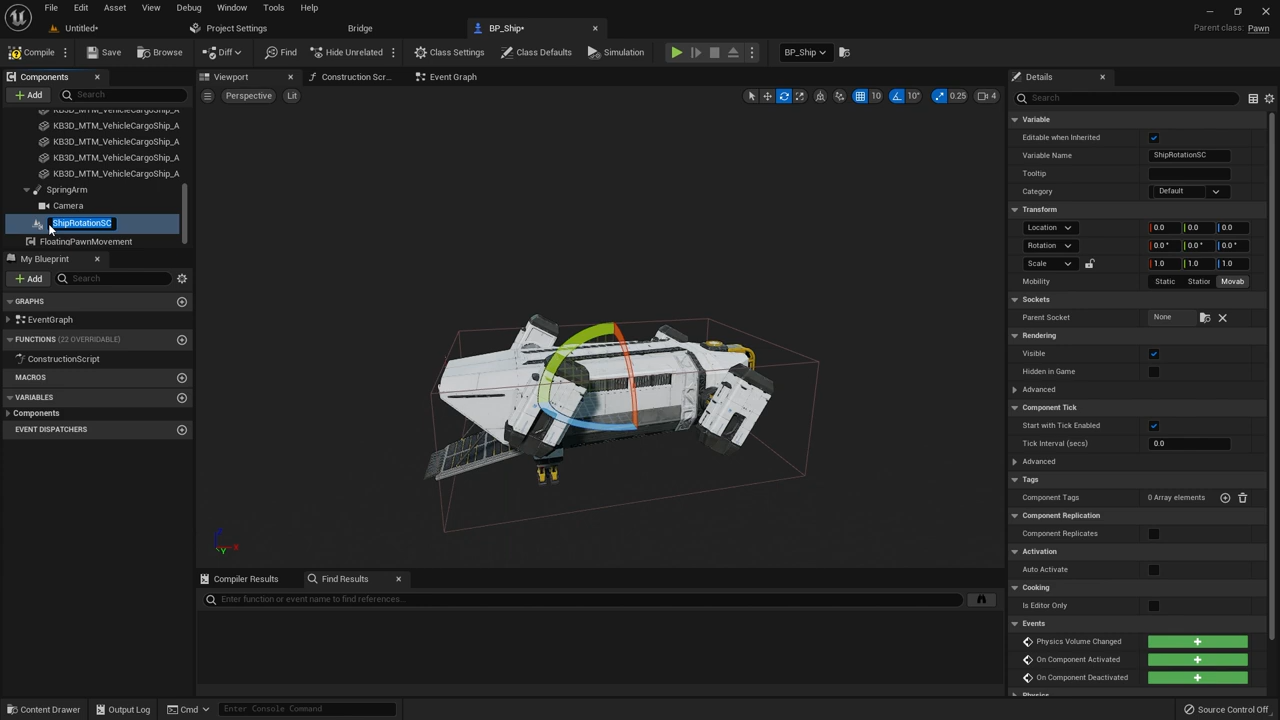 File Edit Asset View Debug Window Tools Help
Untitled* Project Settings Bridge BP_Ship* Parent class: Pawn
Compile Save Browse Diff Find Hide Unrelated Class Settings Class Defaults Simulation BP_Ship
Components Viewport Construction Scr... Event Graph Details
Add Search Perspective Lit 10 10° 0.25 4 Search
KB3D_MTM_VehicleCargoShip_A
KB3D_MTM_VehicleCargoShip_A
KB3D_MTM_VehicleCargoShip_A
KB3D_MTM_VehicleCargoShip_A
KB3D_MTM_VehicleCargoShip_A
SpringArm
Camera
ShipRotationSC
FloatingPawnMovement
My Blueprint
Add Search
GRAPHS
EventGraph
FUNCTIONS (22 OVERRIDABLE)
ConstructionScript
MACROS
VARIABLES
Components
EVENT DISPATCHERS
Z Y X
Compiler Results Find Results
Enter function or event name to find references...
Variable
Editable when Inherited
Variable Name ShipRotationSC
Tooltip
Category Default
Transform
Location 0.0 0.0 0.0
Rotation 0.0 ° 0.0 ° 0.0 °
Scale 1.0 1.0 1.0
Mobility Static Station Movab
Sockets
Parent Socket None
Rendering
Visible
Hidden in Game
Advanced
Component Tick
Start with Tick Enabled
Tick Interval (secs) 0.0
Advanced
Tags
Component Tags 0 Array elements
Component Replication
Component Replicates
Activation
Auto Activate
Cooking
Is Editor Only
Events
Physics Volume Changed
On Component Activated
On Component Deactivated
Physics
Content Drawer Output Log Cmd Enter Console Command Source Control Off